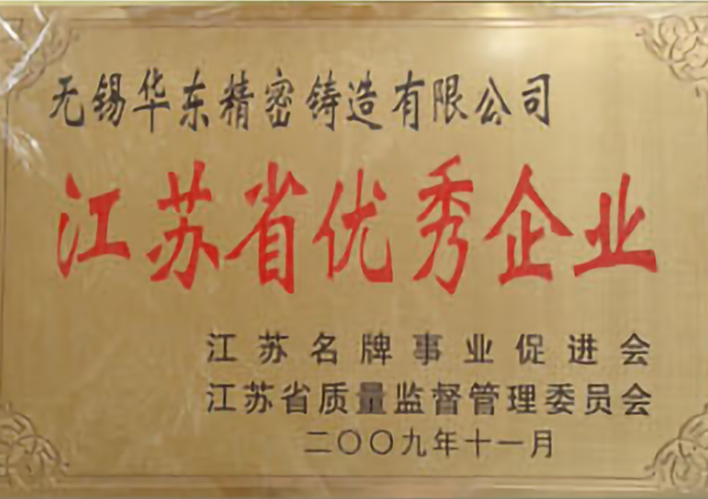 无锡华东精密铸造有限公司
江苏省优秀企业
江苏名牌事业促进会
江苏省质量监督管理委员会
二〇〇九年十一月